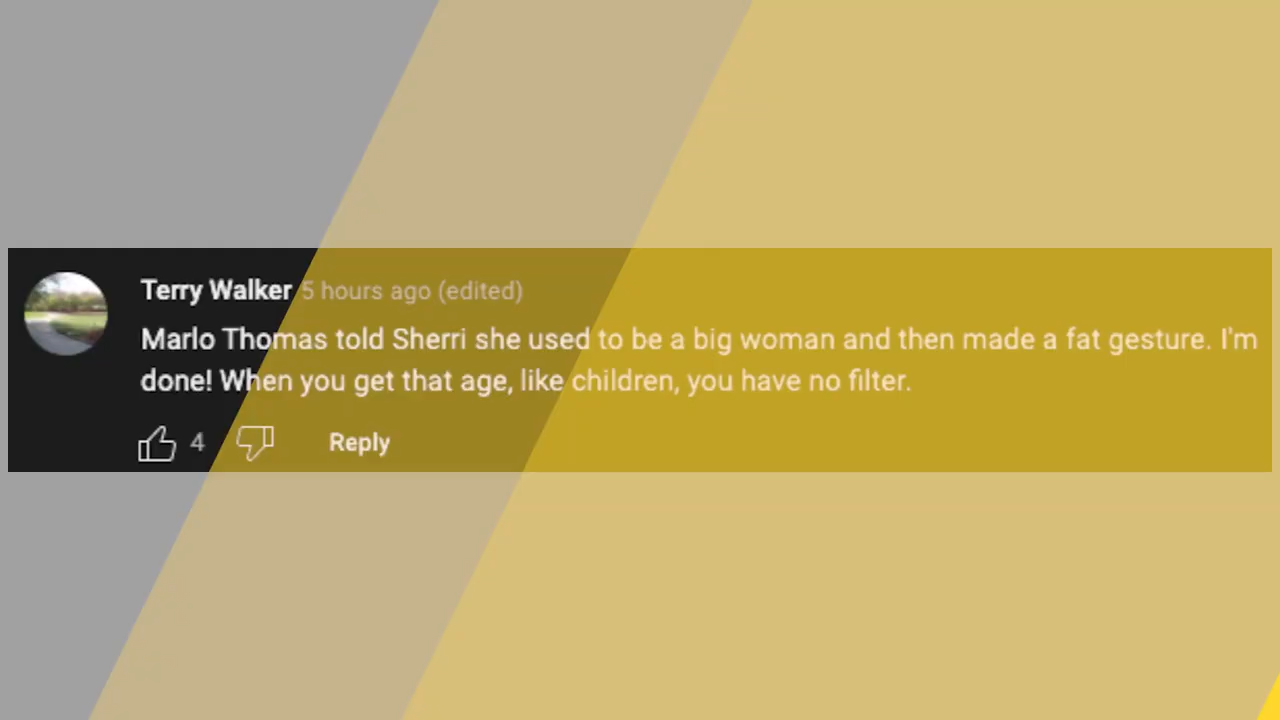 Terry Walker 5 hours ago (edited)
Marlo Thomas told Sherri she used to be a big woman and then made a fat gesture. I'm
done! When you get that age, like children, you have no filter.
4 Reply